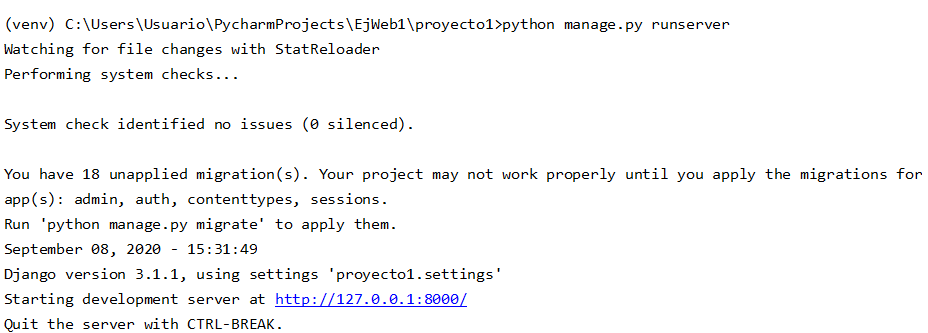 (venv) C:\Users\Usuario\PycharmProjects\EjWeb1\proyecto1>python manage.py runserver
Watching for file changes with StatReloader
Performing system checks...
System check identified no issues (0 silenced).
You have 18 unapplied migration(s). Your project may not work properly until you apply the migrations for
app(s): admin, auth, contenttypes, sessions.
Run 'python manage.py migrate' to apply them.
September 08, 2020 - 15:31:49
Django version 3.1.1, using settings 'proyecto1.settings'
Starting development server at http://127.0.0.1:8000/
Quit the server with CTRL-BREAK.